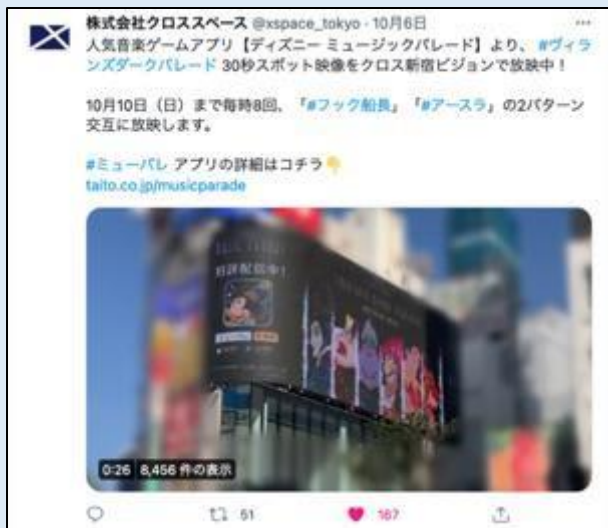 株式会社クロススペース @xspace_tokyo・10月6日
人気音楽ゲームアプリ【ディズニー ミュージックパレード】より、#ヴィラ
ンズダークパレード 30秒スポット映像をクロス新宿ビジョンで放映中！
10月10日（日）まで毎時8回、「#フック船長」「#アースラ」の2パターン
交互に放映します。
#ミューパレ アプリの詳細はコチラ👇
taito.co.jp/musicparade
好評配信中！
0:26 8,456 件の表示
51 167